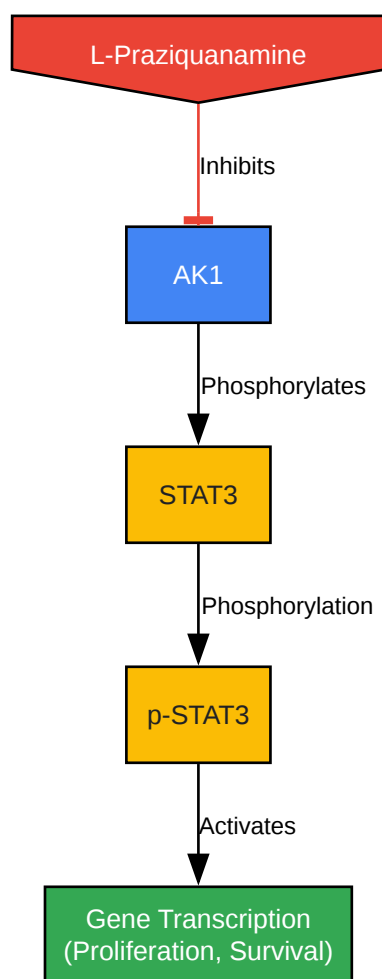 L-Praziquanamine
Inhibits
AK1
Phosphorylates
STAT3
Phosphorylation
p-STAT3
Activates
Gene Transcription
(Proliferation, Survival)